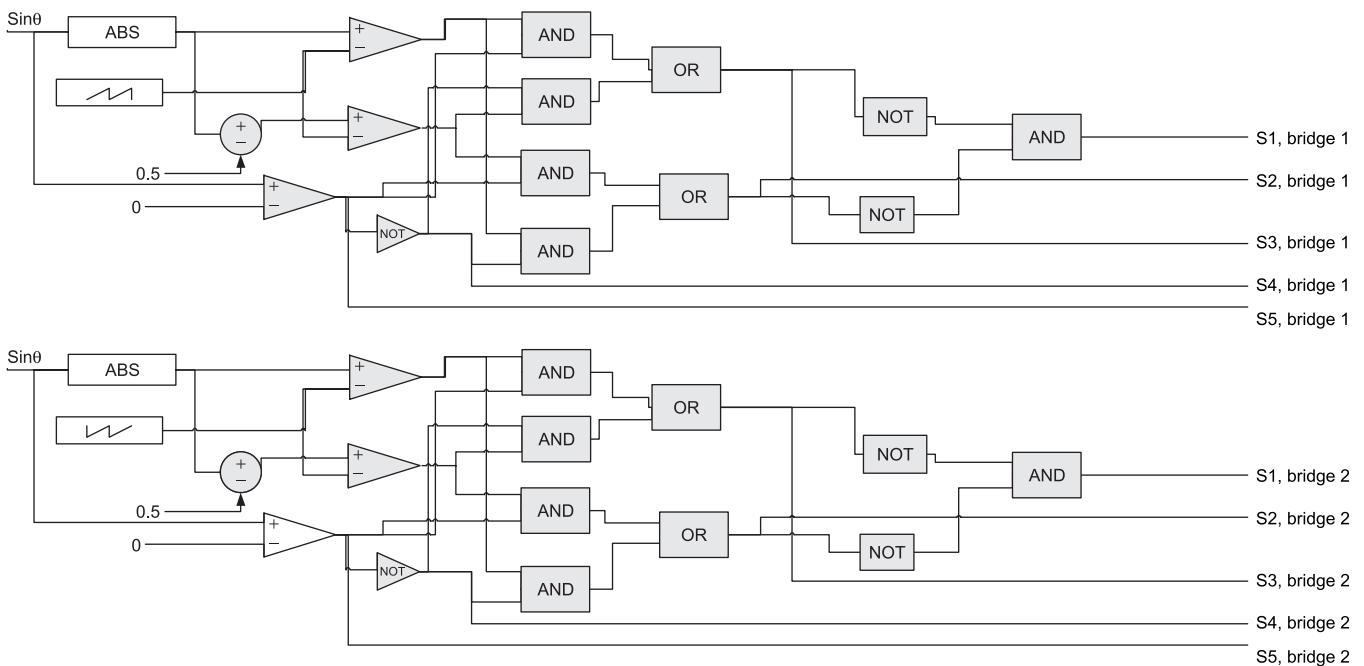 Sinθ
ABS
+
−
AND
OR
AND
NOT
+
−
+
−
AND
S1, bridge 1
0.5
AND
S2, bridge 1
+
−
OR
0
NOT
NOT
AND
S3, bridge 1
S4, bridge 1
S5, bridge 1
Sinθ
ABS
+
−
AND
OR
AND
NOT
+
−
+
−
AND
S1, bridge 2
0.5
AND
S2, bridge 2
+
−
OR
0
NOT
NOT
AND
S3, bridge 2
S4, bridge 2
S5, bridge 2